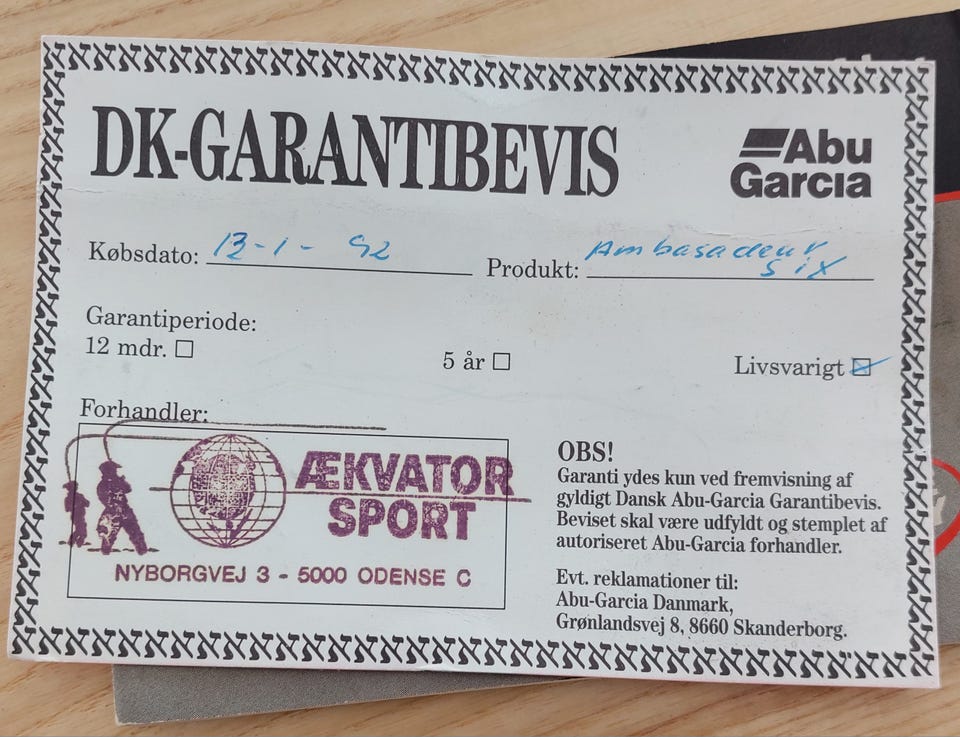 DK-GARANTIBEVIS
Abu
Garcia
Købsdato: 13-1-92
Produkt: Ambasadeur
six
Garantiperiode:
12 mdr. ☐
5 år ☐
Livsvarigt ☒
Forhandler:
ÆKVATOR
SPORT
NYBORGVEJ 3 - 5000 ODENSE C
OBS!
Garanti ydes kun ved fremvisning af
gyldigt Dansk Abu-Garcia Garantibevis.
Beviset skal være udfyldt og stemplet af
autoriseret Abu-Garcia forhandler.
Evt. reklamationer til:
Abu-Garcia Danmark,
Grønlandsvej 8, 8660 Skanderborg.